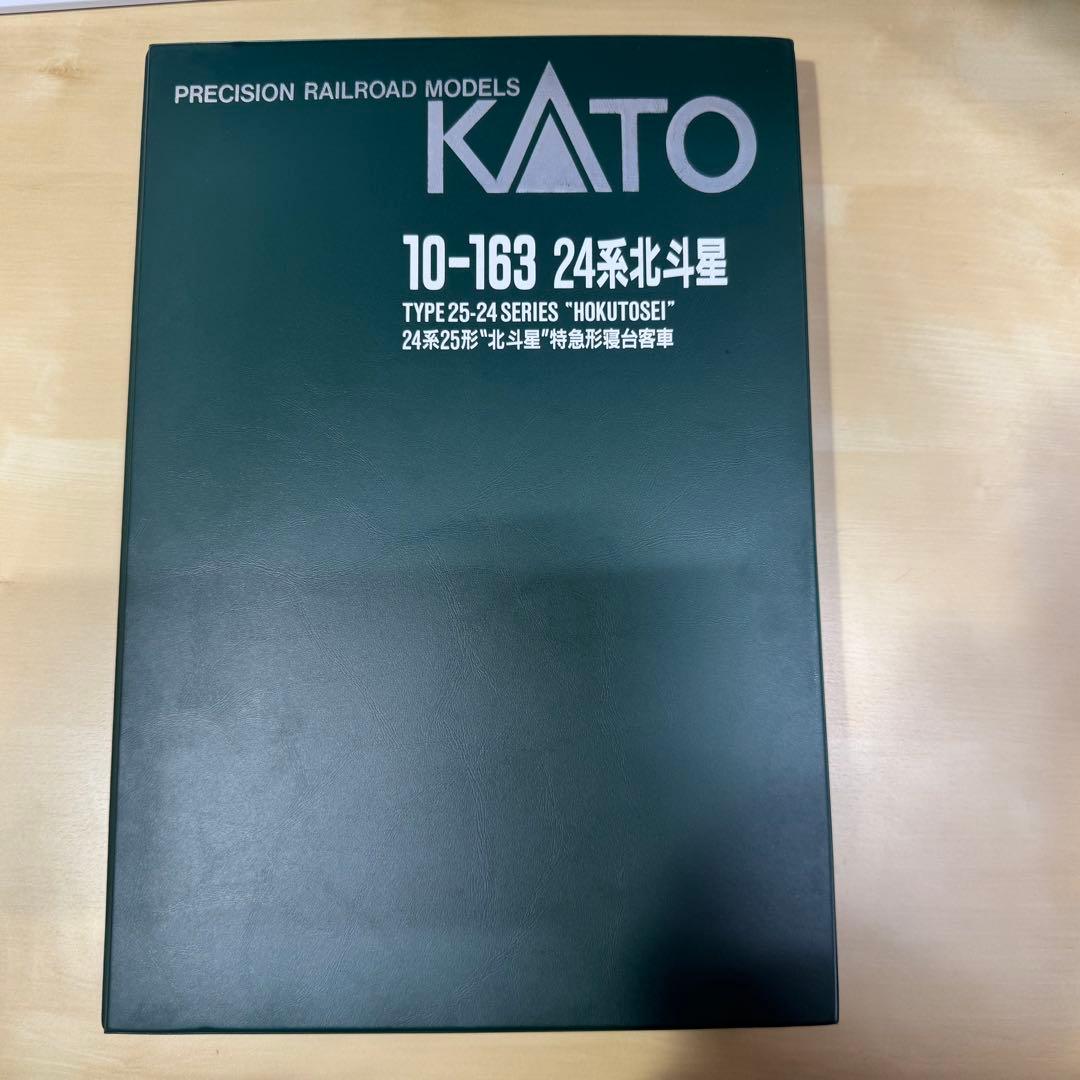 PRECISION RAILROAD MODELS
KATO
10-163 24系北斗星
TYPE 25-24 SERIES "HOKUTOSEI"
24系25形"北斗星"特急形寝台客車